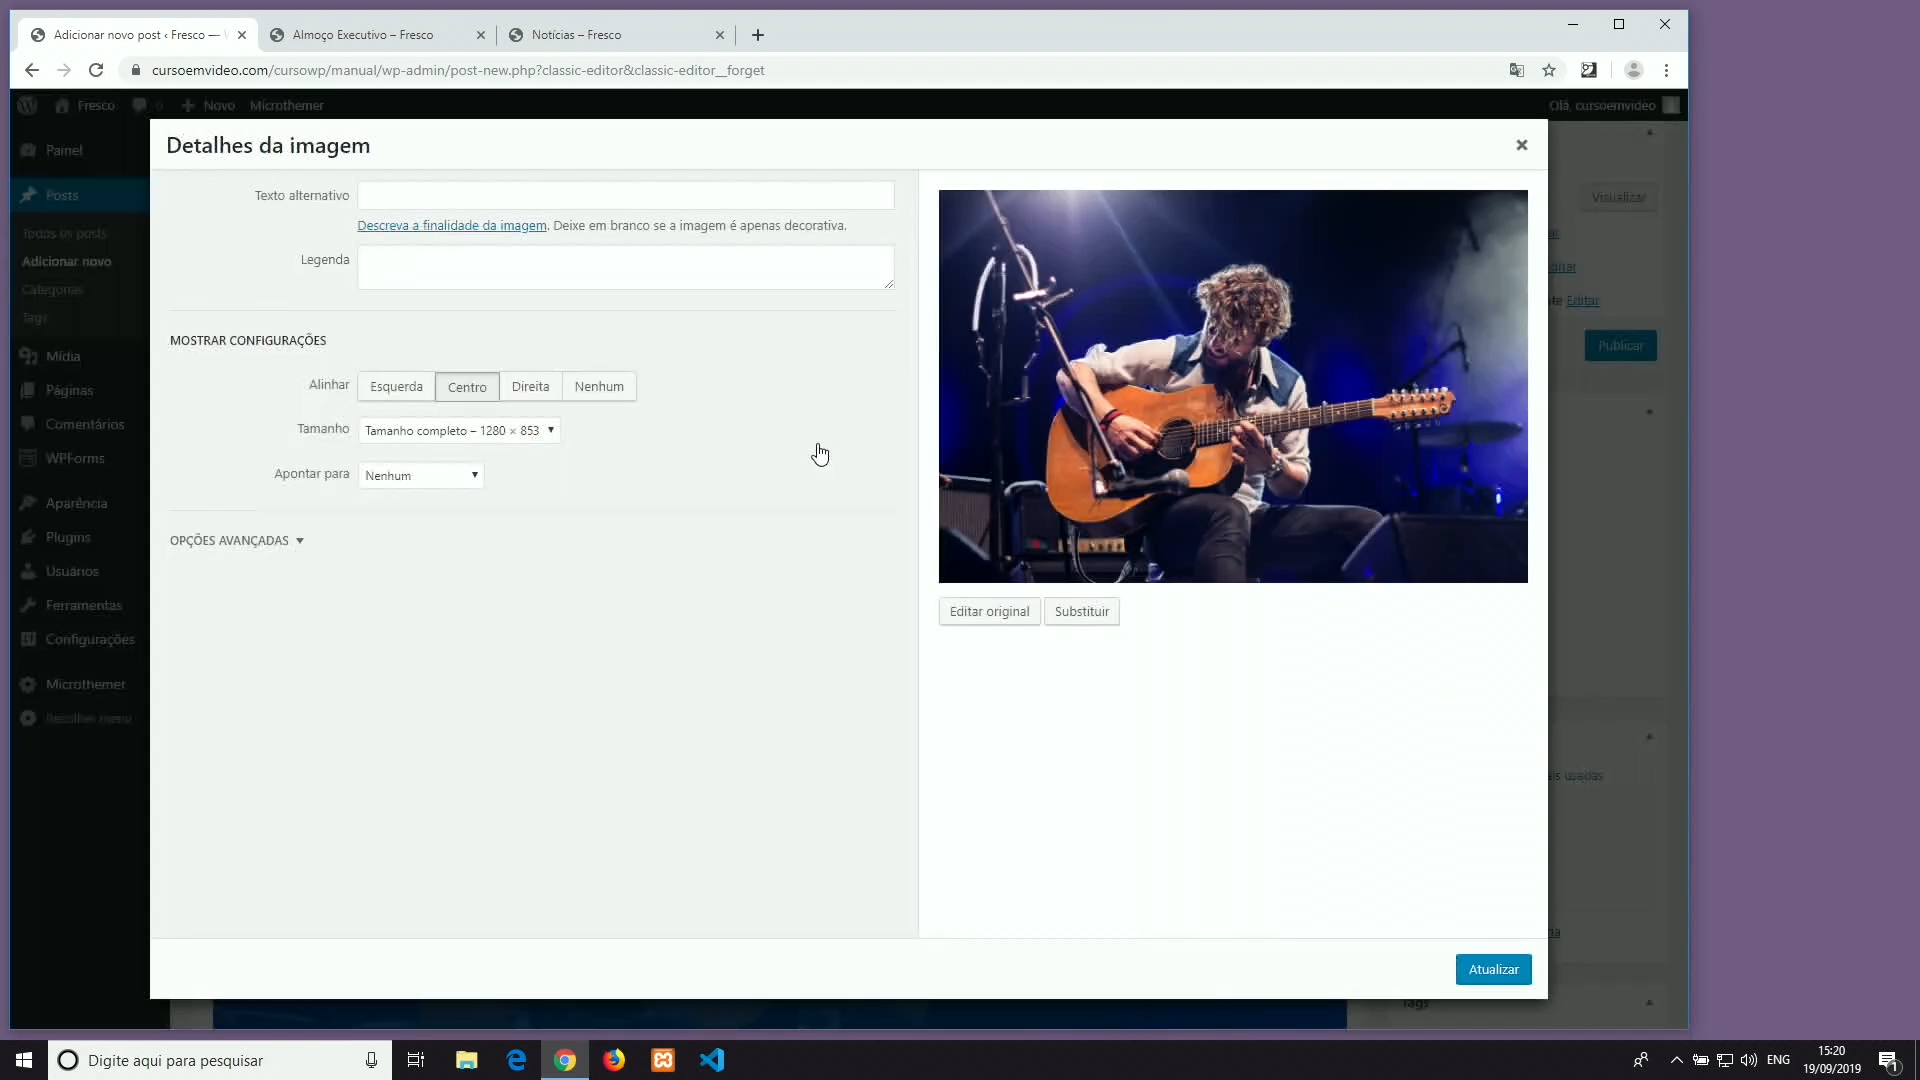 Adicionar novo post ‹ Fresco —
Almoço Executivo – Fresco
Notícias – Fresco
cursoemvideo.com/cursowp/manual/wp-admin/post-new.php?classic-editor&classic-editor__forget
Fresco
0
Novo
Microthemer
Olá, cursoemvideo
Painel
Posts
Todos os posts
Adicionar novo
Categorias
Tags
Mídia
Páginas
Comentários
WPForms
Aparência
Plugins
Usuários
Ferramentas
Configurações
Microthemer
Recolher menu
Detalhes da imagem
Texto alternativo
Descreva a finalidade da imagem. Deixe em branco se a imagem é apenas decorativa.
Legenda
MOSTRAR CONFIGURAÇÕES
Alinhar
Esquerda
Centro
Direita
Nenhum
Tamanho
Tamanho completo – 1280 × 853
Apontar para
Nenhum
OPÇÕES AVANÇADAS
Editar original
Substituir
Atualizar
Visualizar
Editar
Publicar
Tags
Digite aqui para pesquisar
ENG
15:20
19/09/2019
1